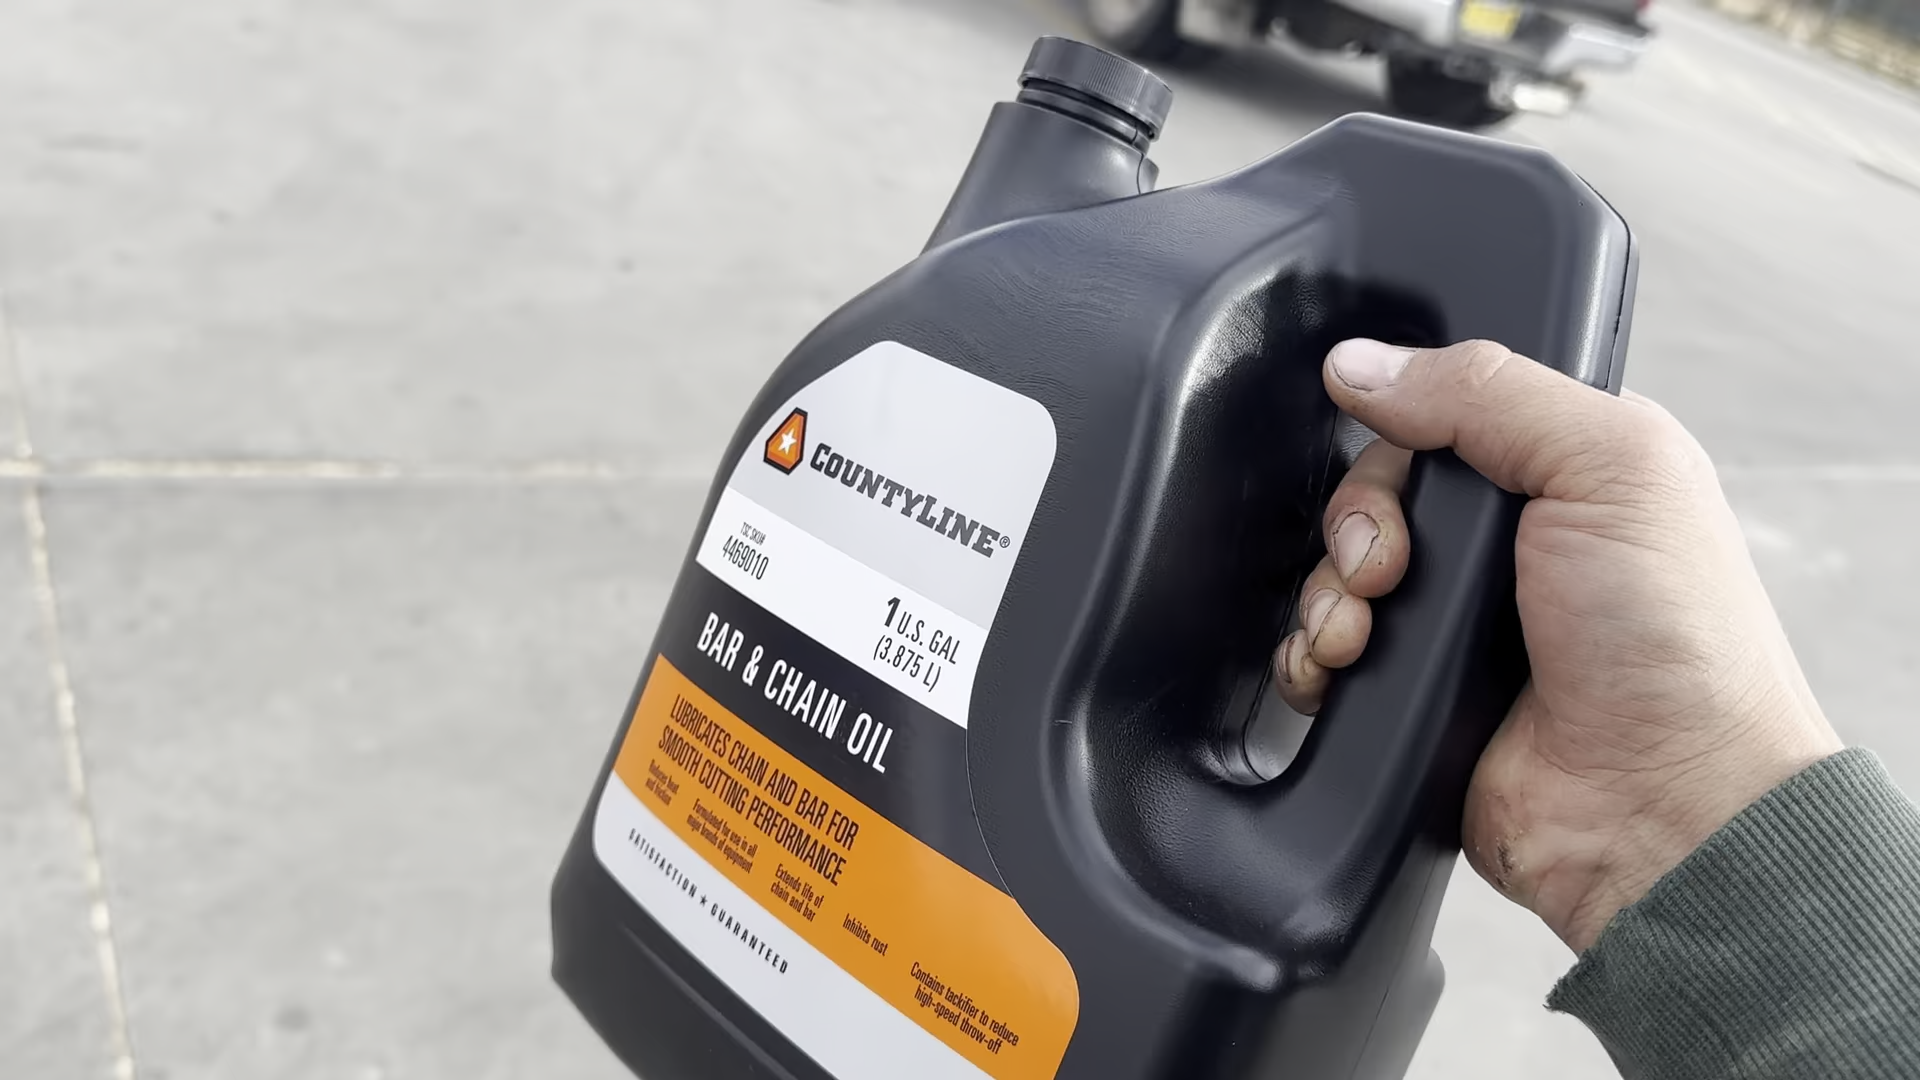 COUNTYLINE®
TSC SKU#
4469010
1 U.S. GAL
(3.875 L)
BAR & CHAIN OIL
LUBRICATES CHAIN AND BAR FOR
SMOOTH CUTTING PERFORMANCE
Reduces heat
and friction
Formulated for use in all
major brands of equipment
Extends life of
chain and bar
Inhibits rust
Contains tackifier to reduce
high-speed throw-off
SATISFACTION ★ GUARANTEED